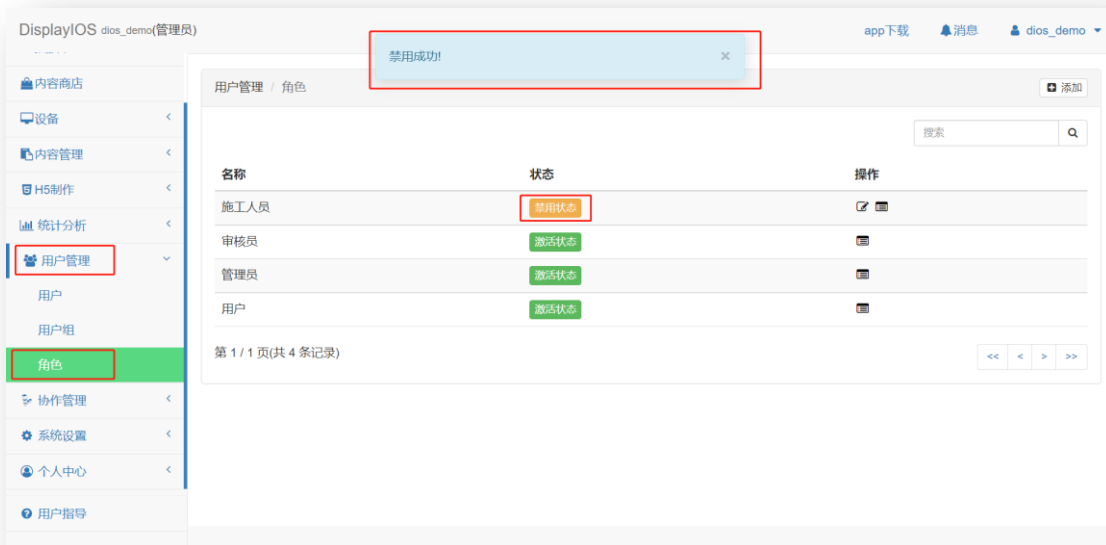 DisplayIOS dios_demo(管理员)
app下载
消息
dios_demo
禁用成功!
×
内容商店
设备
内容管理
H5制作
统计分析
用户管理
用户
用户组
角色
协作管理
系统设置
个人中心
用户指导
用户管理 / 角色
添加
搜索
名称 状态 操作
施工人员 禁用状态
审核员 激活状态
管理员 激活状态
用户 激活状态
第 1 / 1 页(共 4 条记录)
<< < > >>